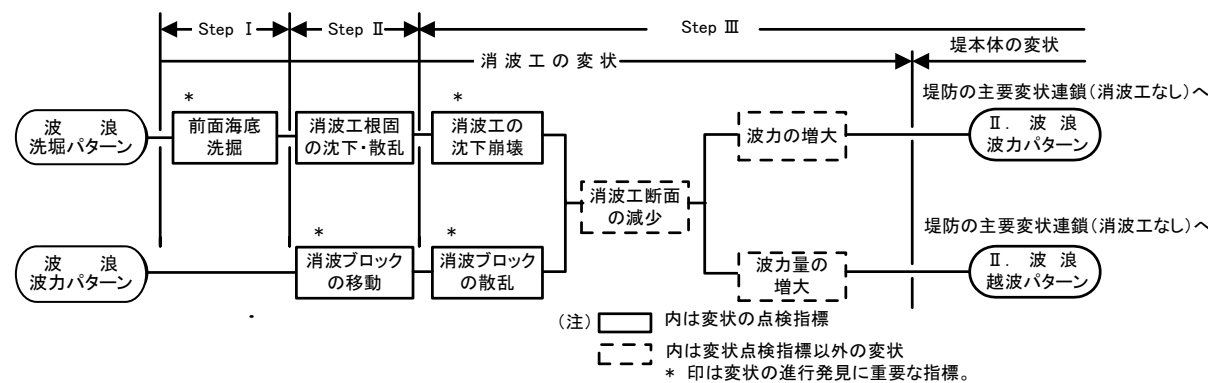 Step Ⅰ
Step Ⅱ
Step Ⅲ
消波工の変状
堤本体の変状
堤防の主要変状連鎖(消波工なし)へ
波　浪
洗堀パターン
*
前面海底
洗掘
消波工根固
の沈下・散乱
*
消波工の
沈下崩壊
波力の増大
Ⅱ. 波 浪
波力パターン
消波工断面
の減少
堤防の主要変状連鎖(消波工なし)へ
波　浪
波力パターン
*
消波ブロック
の移動
*
消波ブロック
の散乱
波力量の
増大
Ⅱ. 波 浪
越波パターン
(注) 内は変状の点検指標
内は変状点検指標以外の変状
* 印は変状の進行発見に重要な指標。